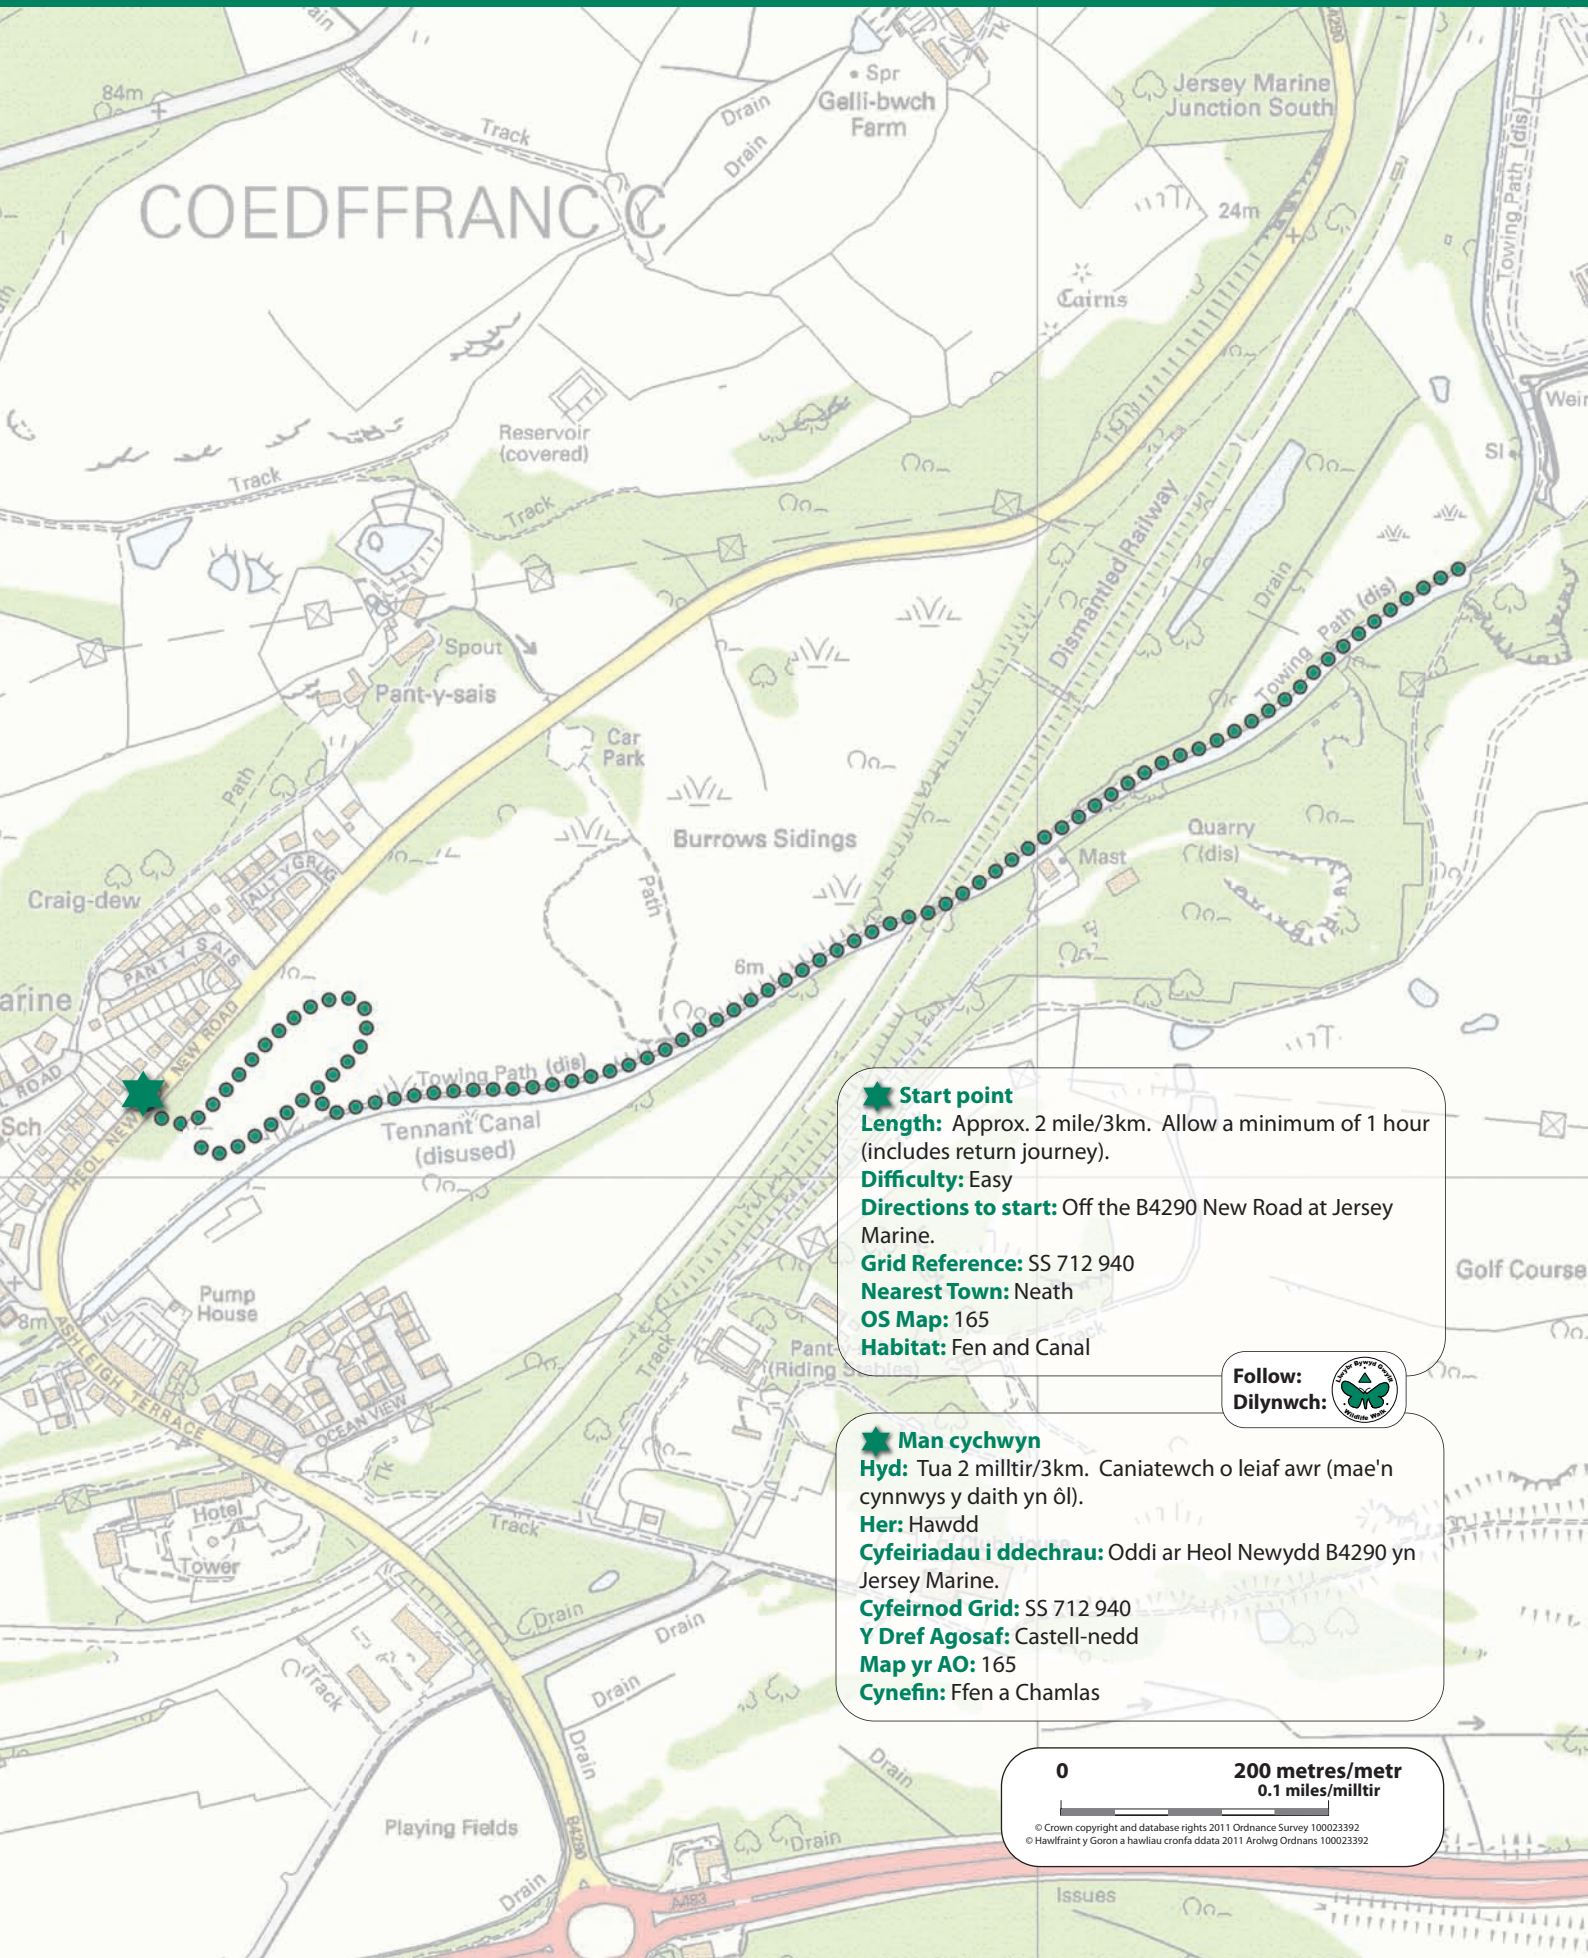 84m
Track
Drain
Drain
Spr
Gelli-bwch
Farm
Tk
B4290
Jersey Marine
Junction South
Towing Path (dis)
COEDFFRANC C
24m
Cairns
Weir
Sl
Reservoir
(covered)
Track
Track
Dismantled Railway
Drain
Towing Path (dis)
Spout
Pant-y-sais
Path
Car
Park
Path
Burrows Sidings
Quarry
(dis)
Mast
Craig-dew
ALLT Y GRUG
PANT Y SAIS
6m
arine
NEW ROAD
ROAD
Sch
HEOL NEW
Towing Path (dis)
Tennant Canal
(disused)
Start point
Length: Approx. 2 mile/3km. Allow a minimum of 1 hour
(includes return journey).
Difficulty: Easy
Directions to start: Off the B4290 New Road at Jersey
Marine.
Grid Reference: SS 712 940
Nearest Town: Neath
OS Map: 165
Habitat: Fen and Canal
Golf Course
Pump
House
8m
ASHLEIGH TERRACE
OCEAN VIEW
Tk
Track
Pant-y-s
(Riding Stables)
Track
Follow:
Dilynwch:
Llwybr Bywyd Gwyllt
Wildlife Walk
Man cychwyn
Hyd: Tua 2 milltir/3km. Caniatewch o leiaf awr (mae'n
cynnwys y daith yn ôl).
Her: Hawdd
Cyfeiriadau i ddechrau: Oddi ar Heol Newydd B4290 yn
Jersey Marine.
Cyfeirnod Grid: SS 712 940
Y Dref Agosaf: Castell-nedd
Map yr AO: 165
Cynefin: Ffen a Chamlas
Club House
Hotel
Tower
Track
Drain
Drain
Track
Drain
Drain
Drain
Playing Fields
B4290
Drain
Drain
A483
Issues
0 200 metres/metr
0.1 miles/milltir
© Crown copyright and database rights 2011 Ordnance Survey 100023392
© Hawlfraint y Goron a hawliau cronfa ddata 2011 Arolwg Ordnans 100023392